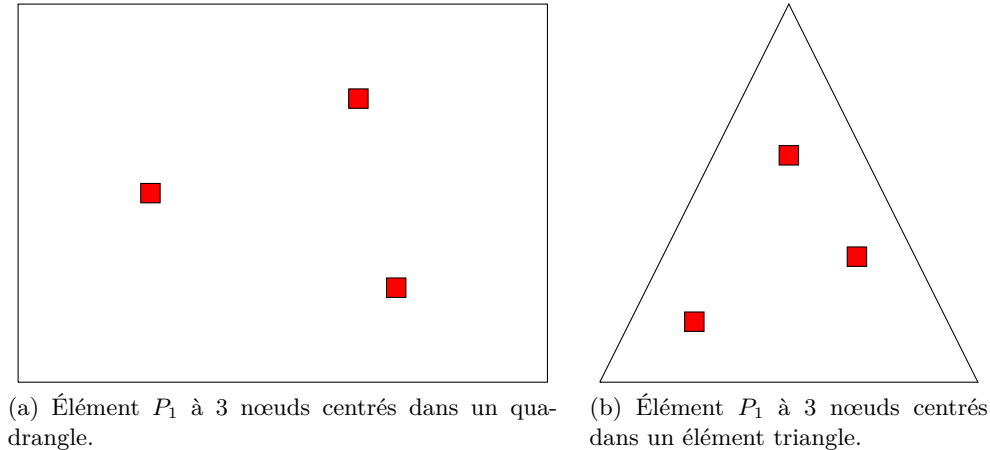 (a) Élément P₁ à 3 nœuds centrés dans un qua-
drangle.
(b) Élément P₁ à 3 nœuds centrés
dans un élément triangle.